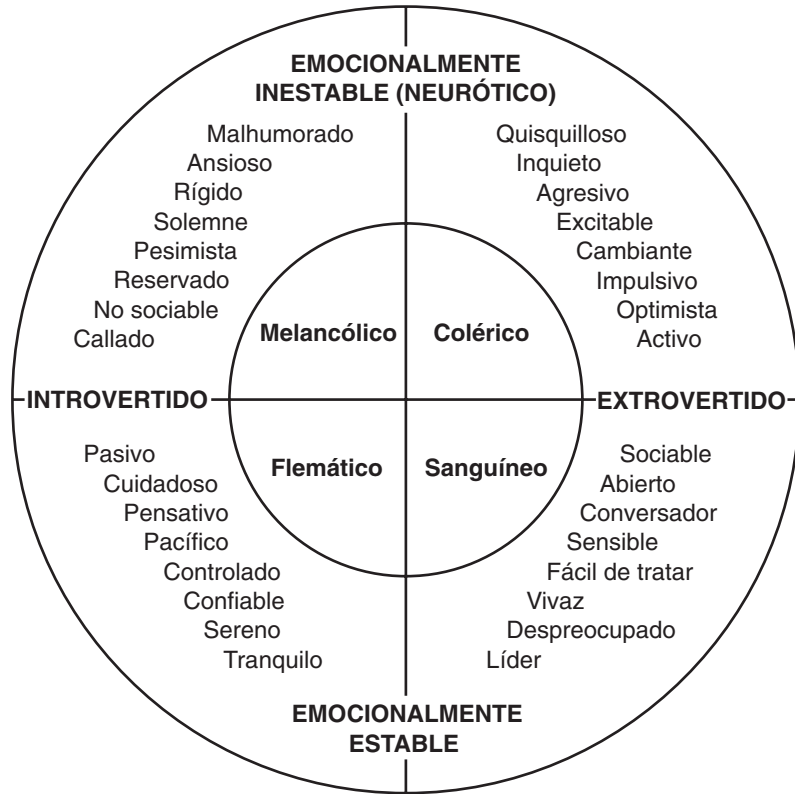 EMOCIONALMENTE
INESTABLE (NEURÓTICO)
Malhumorado
Ansioso
Rígido
Solemne
Pesimista
Reservado
No sociable
Callado
Quisquilloso
Inquieto
Agresivo
Excitable
Cambiante
Impulsivo
Optimista
Activo
Melancólico
Colérico
INTROVERTIDO
EXTROVERTIDO
Flemático
Sanguíneo
Pasivo
Cuidadoso
Pensativo
Pacífico
Controlado
Confiable
Sereno
Tranquilo
Sociable
Abierto
Conversador
Sensible
Fácil de tratar
Vivaz
Despreocupado
Líder
EMOCIONALMENTE
ESTABLE